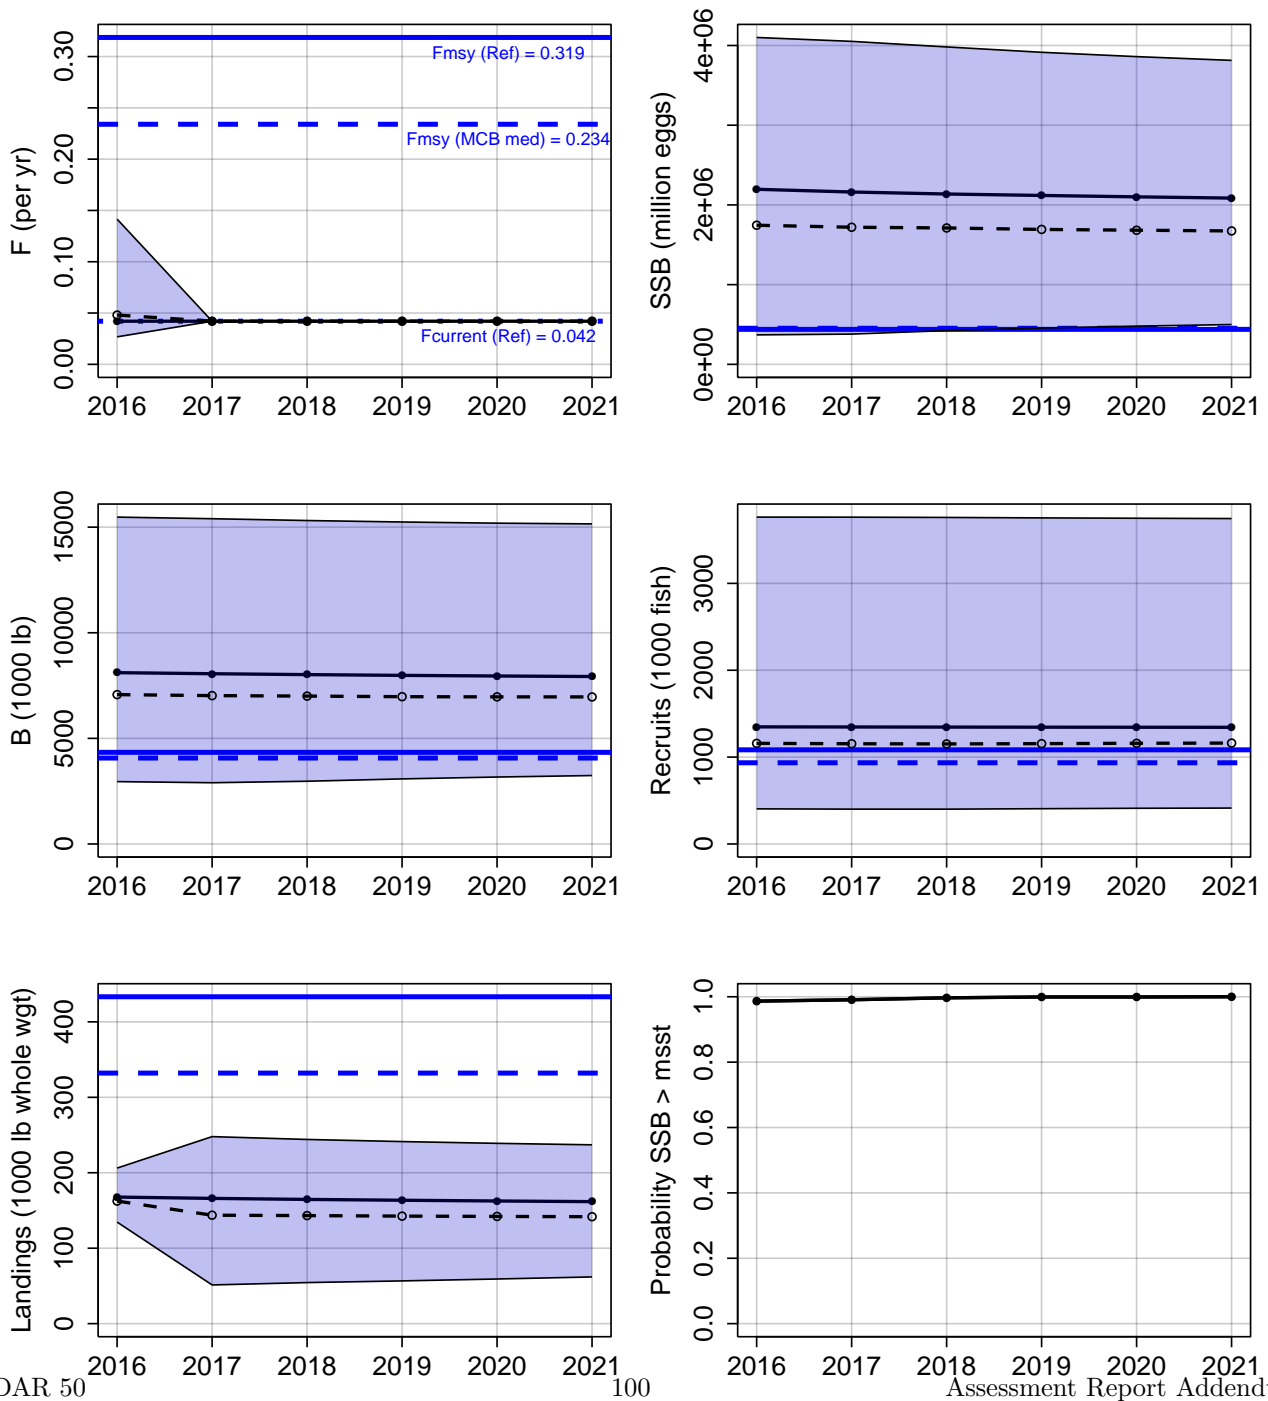 F (per yr)
0.00
0.10
0.20
0.30
Fmsy (Ref) = 0.319
Fmsy (MCB med) = 0.234
Fcurrent (Ref) = 0.042
2016 2017 2018 2019 2020 2021
SSB (million eggs)
0e+00
2e+06
4e+06
2016 2017 2018 2019 2020 2021
B (1000 lb)
0
5000
10000
15000
2016 2017 2018 2019 2020 2021
Recruits (1000 fish)
0
1000
2000
3000
2016 2017 2018 2019 2020 2021
Landings (1000 lb whole wgt)
0
100
200
300
400
2016 2017 2018 2019 2020 2021
Probability SSB > msst
0.0
0.2
0.4
0.6
0.8
1.0
2016 2017 2018 2019 2020 2021
DAR 50 100 Assessment Report Addend